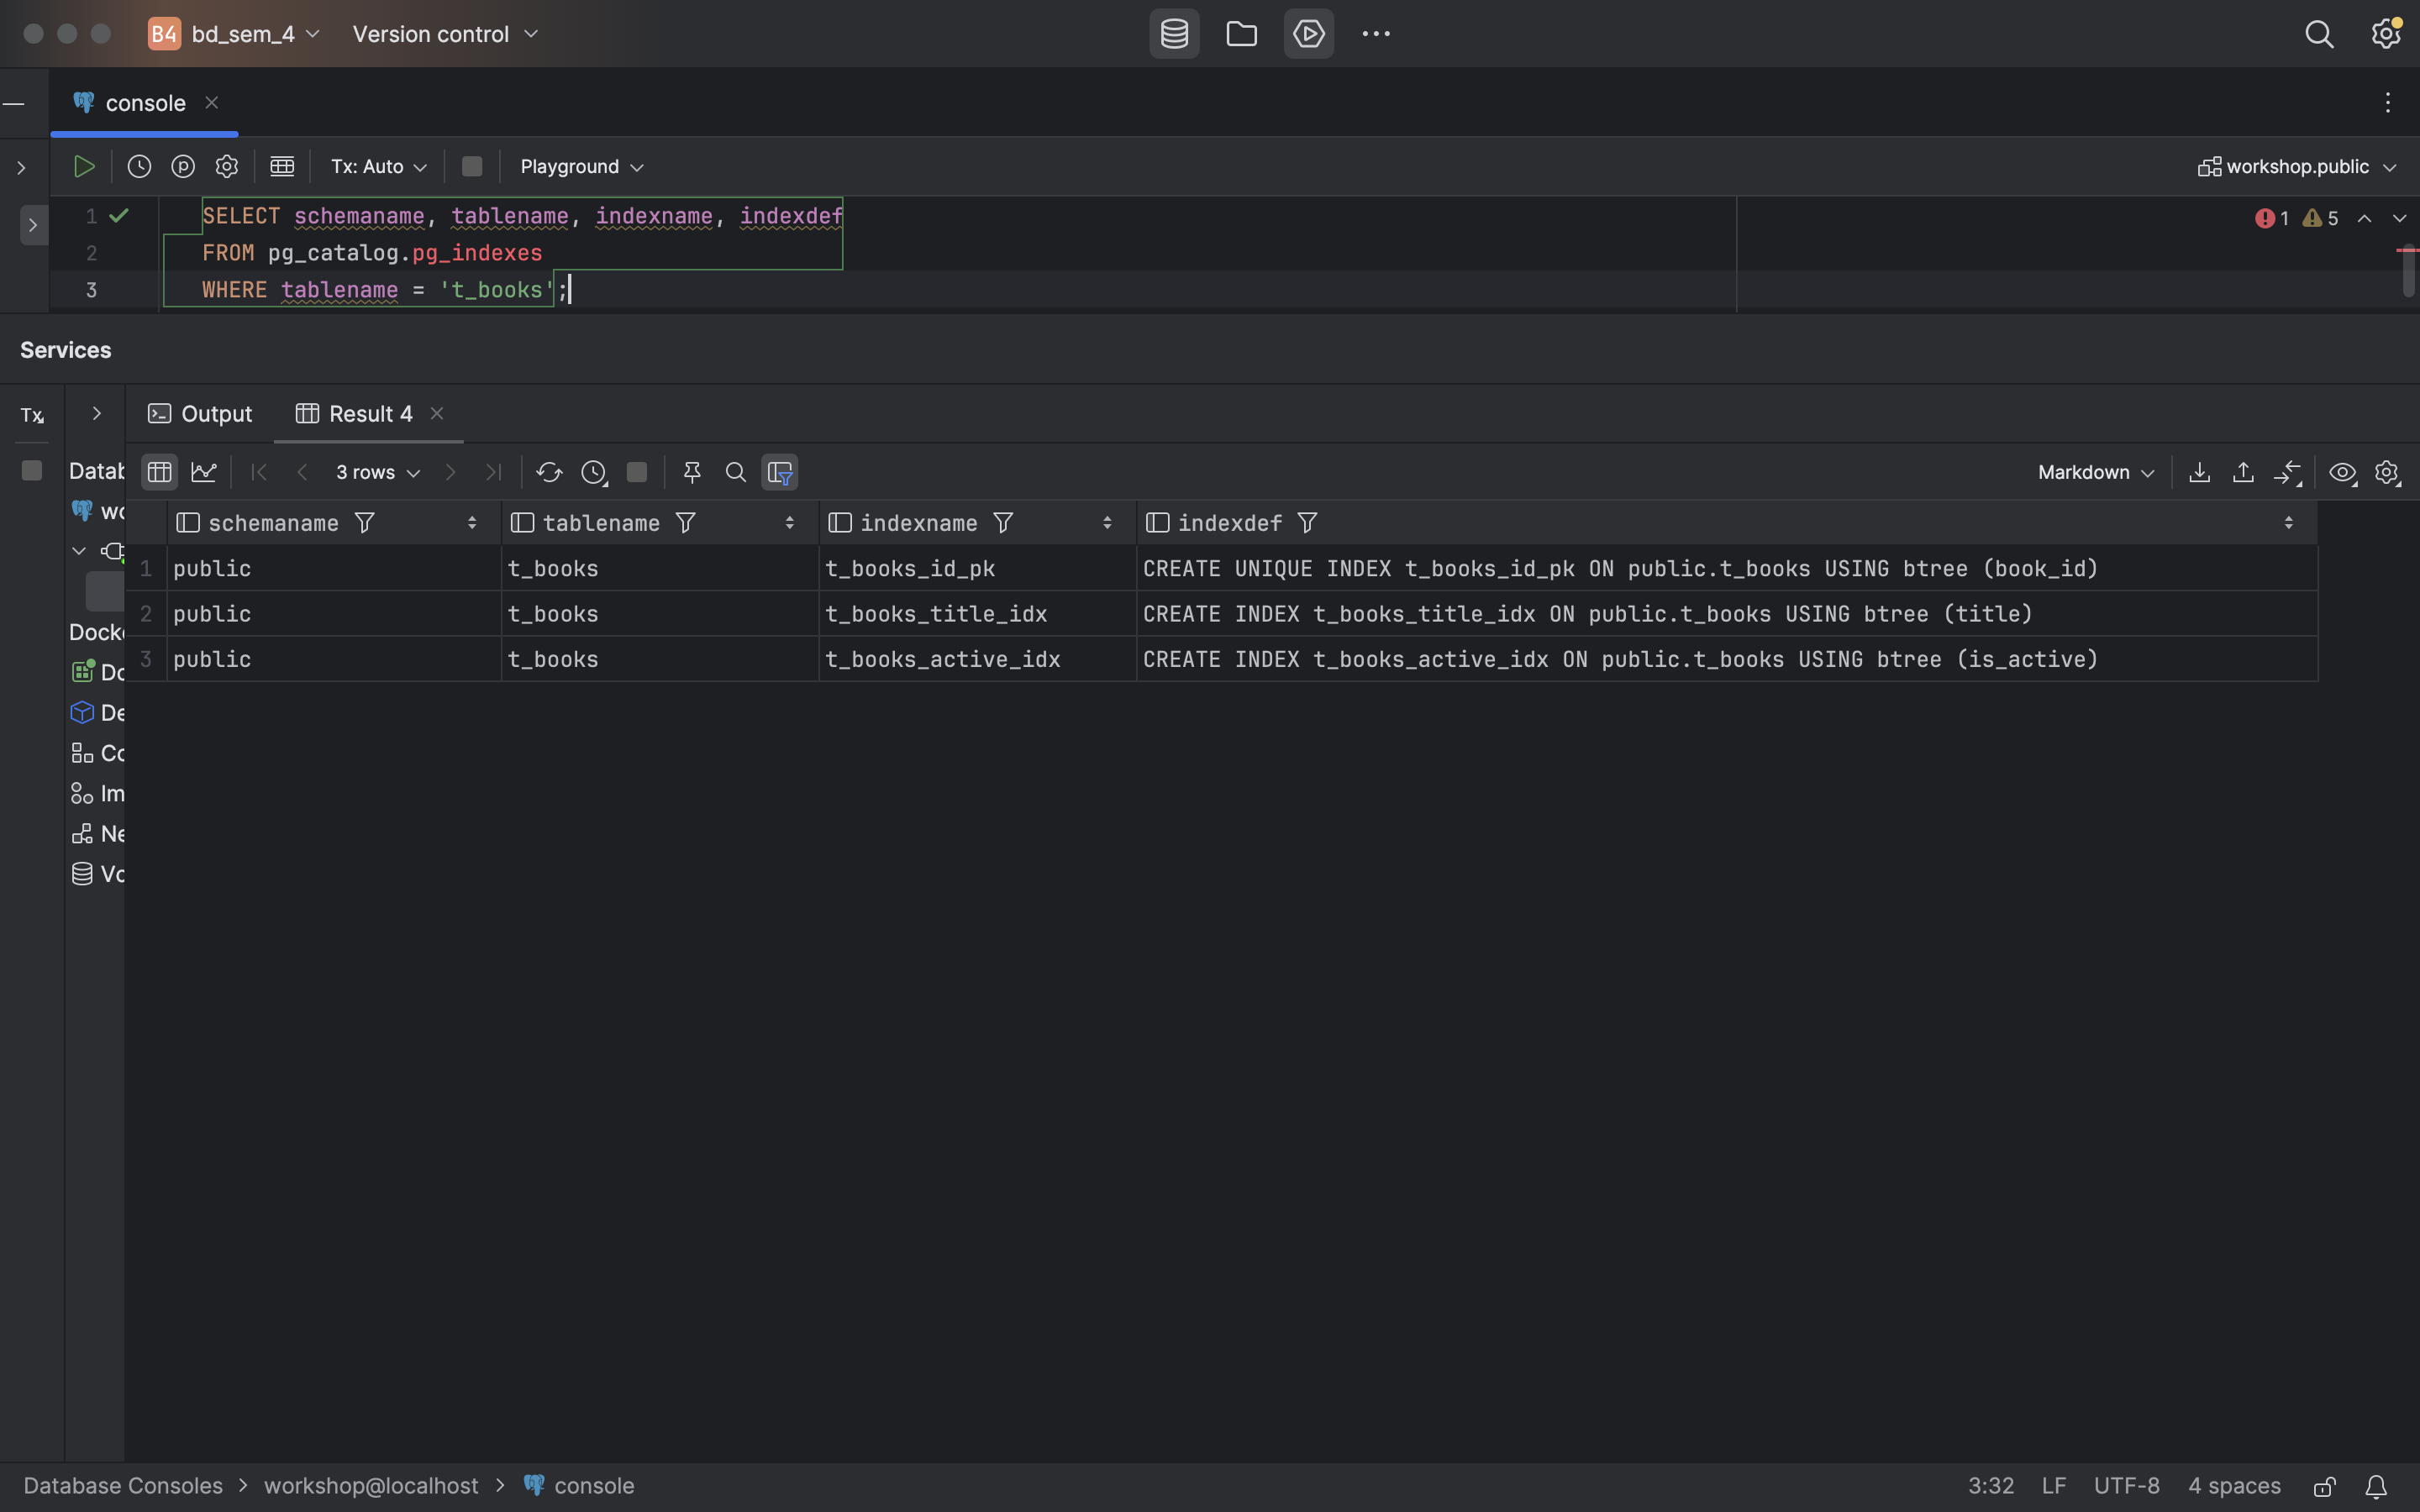 B4 bd_sem_4 Version control
console
Tx: Auto Playground workshop.public
1 SELECT schemaname, tablename, indexname, indexdef 1 5
2 FROM pg_catalog.pg_indexes
3 WHERE tablename = 't_books';
Services
Tx Output Result 4
Datab 3 rows Markdown
wo
schemaname tablename indexname indexdef
1 public t_books t_books_id_pk CREATE UNIQUE INDEX t_books_id_pk ON public.t_books USING btree (book_id)
2 public t_books t_books_title_idx CREATE INDEX t_books_title_idx ON public.t_books USING btree (title)
3 public t_books t_books_active_idx CREATE INDEX t_books_active_idx ON public.t_books USING btree (is_active)
Docke
Do
De
Co
Im
Ne
Vo
Database Consoles > workshop@localhost > console 3:32 LF UTF-8 4 spaces